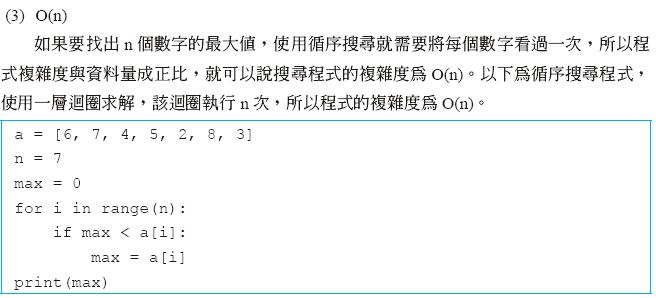 (3) O(n)
如果要找出 n 個數字的最大值，使用循序搜尋就需要將每個數字看過一次，所以程
式複雜度與資料量成正比，就可以說搜尋程式的複雜度爲 O(n)。以下爲循序搜尋程式，
使用一層迴圈求解，該迴圈執行 n 次，所以程式的複雜度爲 O(n)。
a = [6, 7, 4, 5, 2, 8, 3]
n = 7
max = 0
for i in range(n):
    if max < a[i]:
        max = a[i]
print(max)